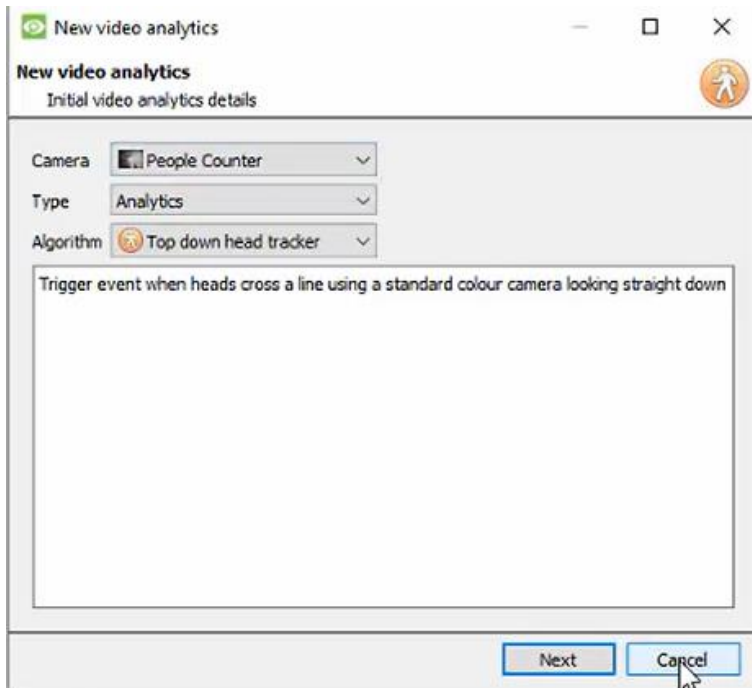 New video analytics
New video analytics
Initial video analytics details
Camera People Counter
Type Analytics
Algorithm Top down head tracker
Trigger event when heads cross a line using a standard colour camera looking straight down
Next Cancel